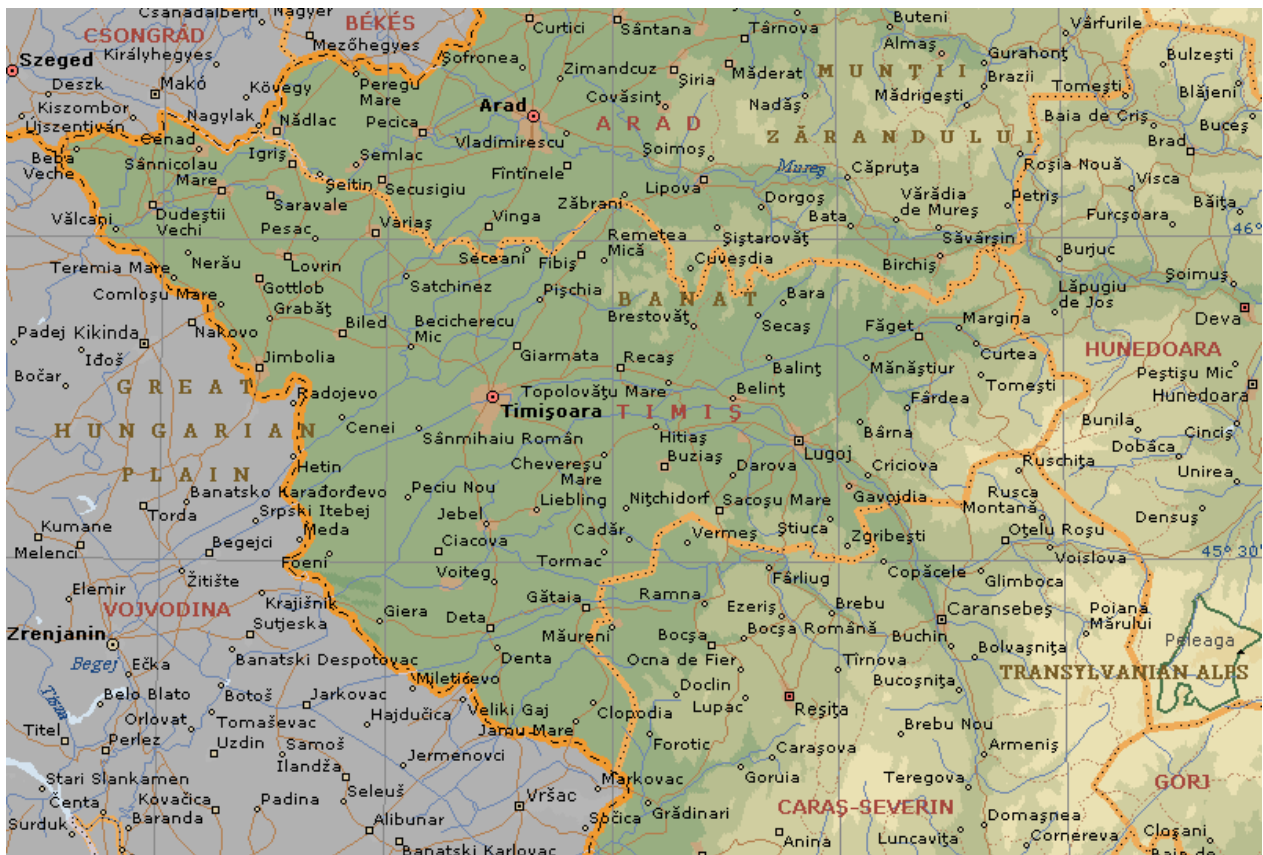 Csanádalberti
Nagyér
BÉKÉS
Curtici
Sântana
Târnova
Buteni
Vârfurile
CSONGRÁD
Királyhegyes
Mezőhegyes
Almaş
Gurahonţ
Bulzeşti
Szeged
Şofronea
Zimandcuz
Şiria
Măderat
MUNŢII
Brazii
Tomeşti
Deszk
Makó
Kövegy
Peregu
Mare
Arad
Covăsinţ
Nadăş
Mădrigeşti
Blăjeni
Kiszombor
Nagylak
Nădlac
Pecica
ARAD
Baia de Criş
Buceş
Újszentiván
Cenad
Vladimirescu
ZĂRANDULUI
Brad
Beba
Veche
Sânnicolau
Mare
Igriş
Semlac
Fîntînele
Şoimoş
Mureş
Căpruţa
Roşia Nouă
Şeitin
Secusigiu
Lipova
Vărădia
de Mureş
Petriş
Visca
Dudeştii
Vechi
Saravale
Zăbrani
Dorgoş
Bata
Furcşoara
Băiţa
Vălcani
Pesac
Variaş
Vinga
Remetea
Mică
Şiştarovăţ
Săvârşin
46°
Teremia Mare
Nerău
Lovrin
Seceani
Fibiş
Cuveşdia
Birchiş
Burjuc
Şoimuş
Comloşu Mare
Gottlob
Satchinez
Pişchia
BANAT
Bara
Lăpugiu
de Jos
Grabăţ
Brestovăţ
Secaş
Făget
Margina
Deva
Padej
Kikinda
Nakovo
Biled
Becicherecu
Mic
Giarmata
Recaş
Balinţ
Mănăştiur
Curtea
HUNEDOARA
Iđoš
Jimbolia
Tomeşti
Peştişu Mic
Bočar
GREAT
Radojevo
Topolovăţu Mare
Belinţ
Fârdea
Hunedoara
Timişoara
TIMIŞ
HUNGARIAN
Cenei
Sânmihaiu Român
Hitiaş
Lugoj
Bârna
Bunila
Cinciş
PLAIN
Hetin
Cheveresu
Mare
Buziaş
Darova
Criciova
Ruschiţa
Dobâca
Unirea
Banatsko Karađorđevo
Peciu Nou
Liebling
Niţchidorf
Sacoşu Mare
Gavojdia
Rusca
Montană
Densuş
Torda
Srpski Itebej
Jebel
Kumane
Meda
Cadăr
Ştiuca
Oţelu Roşu
Melenci
Begejci
Ciacova
Vermeş
Zgribeşti
Voislova
45° 30'
Foeni
Tormac
Žitište
Voiteg
Fârliug
Copăcele
Glimboca
Elemir
VOJVODINA
Krajišnik
Giera
Gătaia
Ramna
Ezeriş
Brebu
Caransebeş
Poiana
Mărului
Zrenjanin
Sutjeska
Deta
Măureni
Bocşa
Bocşa Română
Buchin
Peleaga
Begej
Ečka
Banatski Despotovac
Denta
Ocna de Fier
Tîrnova
Bolvaşniţa
TRANSYLVANIAN ALPS
Tisza
Belo Blato
Botoš
Jarkovac
Miletićevo
Doclin
Bucoşniţa
Orlovat
Tomaševac
Hajdučica
Veliki Gaj
Clopodia
Lupac
Reşiţa
Titel
Perlez
Uzdin
Samoš
Jamu Mare
Brebu Nou
Ilandža
Jermenovci
Forotic
Caraşova
Armeniş
Stari Slankamen
Markovac
Goruia
Teregova
GORJ
Čenta
Kovačica
Padina
Seleuš
Vršac
Grădinari
CARAŞ-SEVERIN
Domaşnea
Surduk
Baranda
Alibunar
Sočica
Anina
Luncaviţa
Cornereva
Cloşani
Banatski Karlovac
Baia de